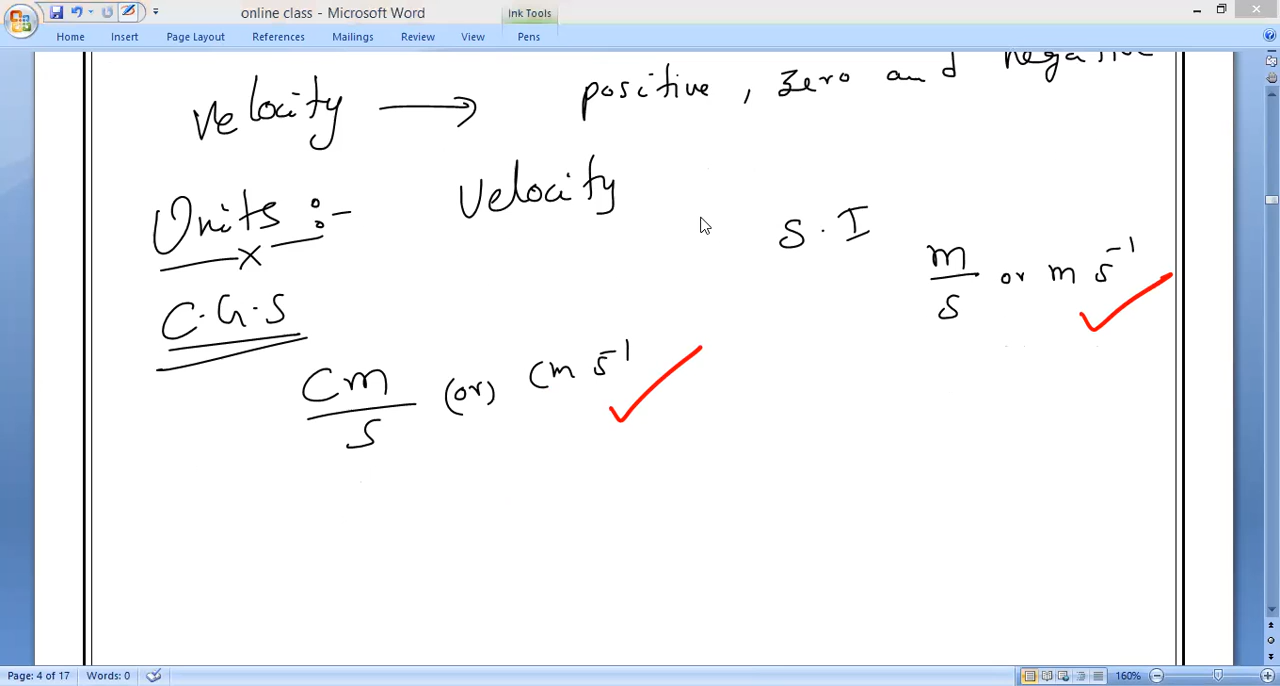 online class - Microsoft Word
Ink Tools
Home Insert Page Layout References Mailings Review View Pens
positive, zero and negative
velocity →
Units :- velocity
S.I
m/s or m s⁻¹
C.G.S
cm/s (or) cm s⁻¹
Page: 4 of 17 Words: 0 160%